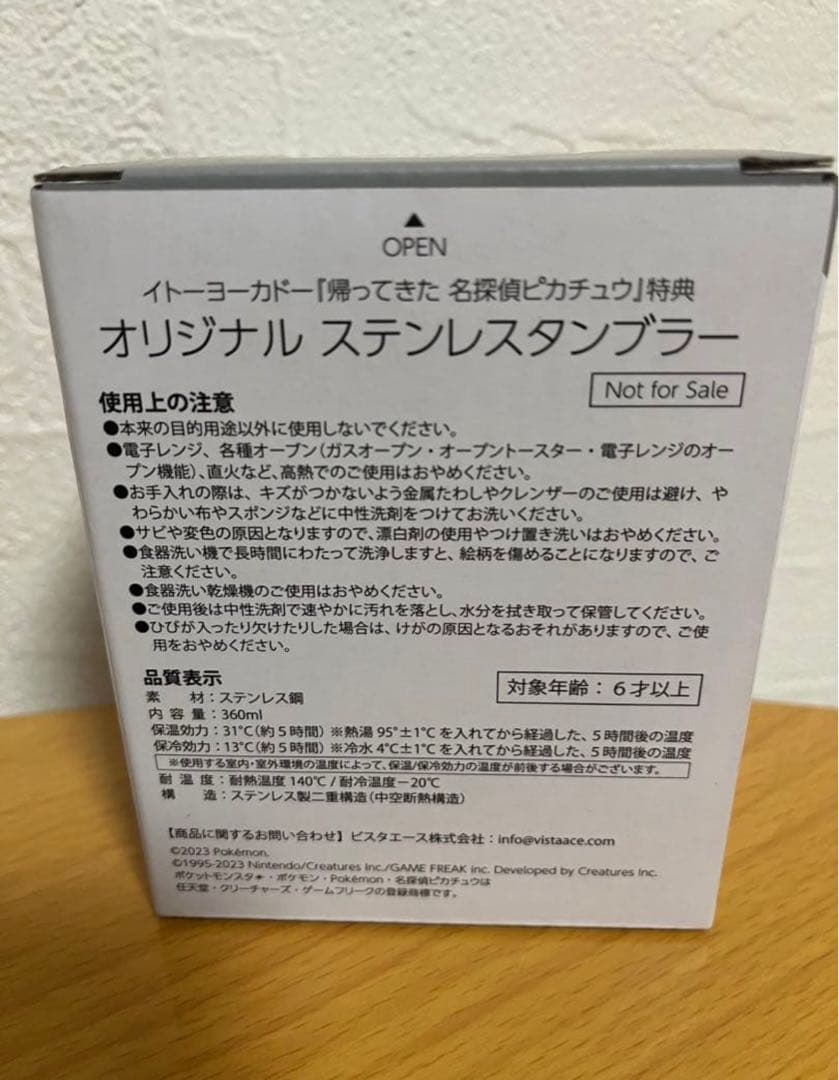 ▲
OPEN
イトーヨーカドー『帰ってきた 名探偵ピカチュウ』特典
オリジナル ステンレスタンブラー
Not for Sale
使用上の注意
●本来の目的用途以外に使用しないでください。
●電子レンジ、各種オーブン(ガスオーブン・オーブントースター・電子レンジのオー
ブン機能)、直火など、高熱でのご使用はおやめください。
●お手入れの際は、キズがつかないよう金属たわしやクレンザーのご使用は避け、や
わらかい布やスポンジなどに中性洗剤をつけてお洗いください。
●サビや変色の原因となりますので、漂白剤の使用やつけ置き洗いはおやめください。
●食器洗い機で長時間にわたって洗浄しますと、絵柄を傷めることになりますので、ご
注意ください。
●食器洗い乾燥機のご使用はおやめください。
●ご使用後は中性洗剤で速やかに汚れを落とし、水分を拭き取って保管してください。
●ひびが入ったり欠けたりした場合は、けがの原因となるおそれがありますので、ご使
用をおやめください。
品質表示
対象年齢：6才以上
素 材：ステンレス鋼
内 容 量：360ml
保温効力：31℃(約5時間) ※熱湯 95°±1℃を入れてから経過した、5時間後の温度
保冷効力：13℃(約5時間) ※冷水 4℃±1℃を入れてから経過した、5時間後の温度
※使用する室内・室外環境の温度によって、保温/保冷効力の温度が前後する場合がございます。
耐 温 度：耐熱温度 140℃ / 耐冷温度－20℃
構 造：ステンレス製二重構造(中空断熱構造)
【商品に関するお問い合わせ】ビスタエース株式会社：info@vistaace.com
©2023 Pokémon.
©1995-2023 Nintendo/Creatures Inc./GAME FREAK inc. Developed by Creatures Inc.
ポケットモンスター・ポケモン・Pokémon・名探偵ピカチュウは
任天堂・クリーチャーズ・ゲームフリークの登録商標です。